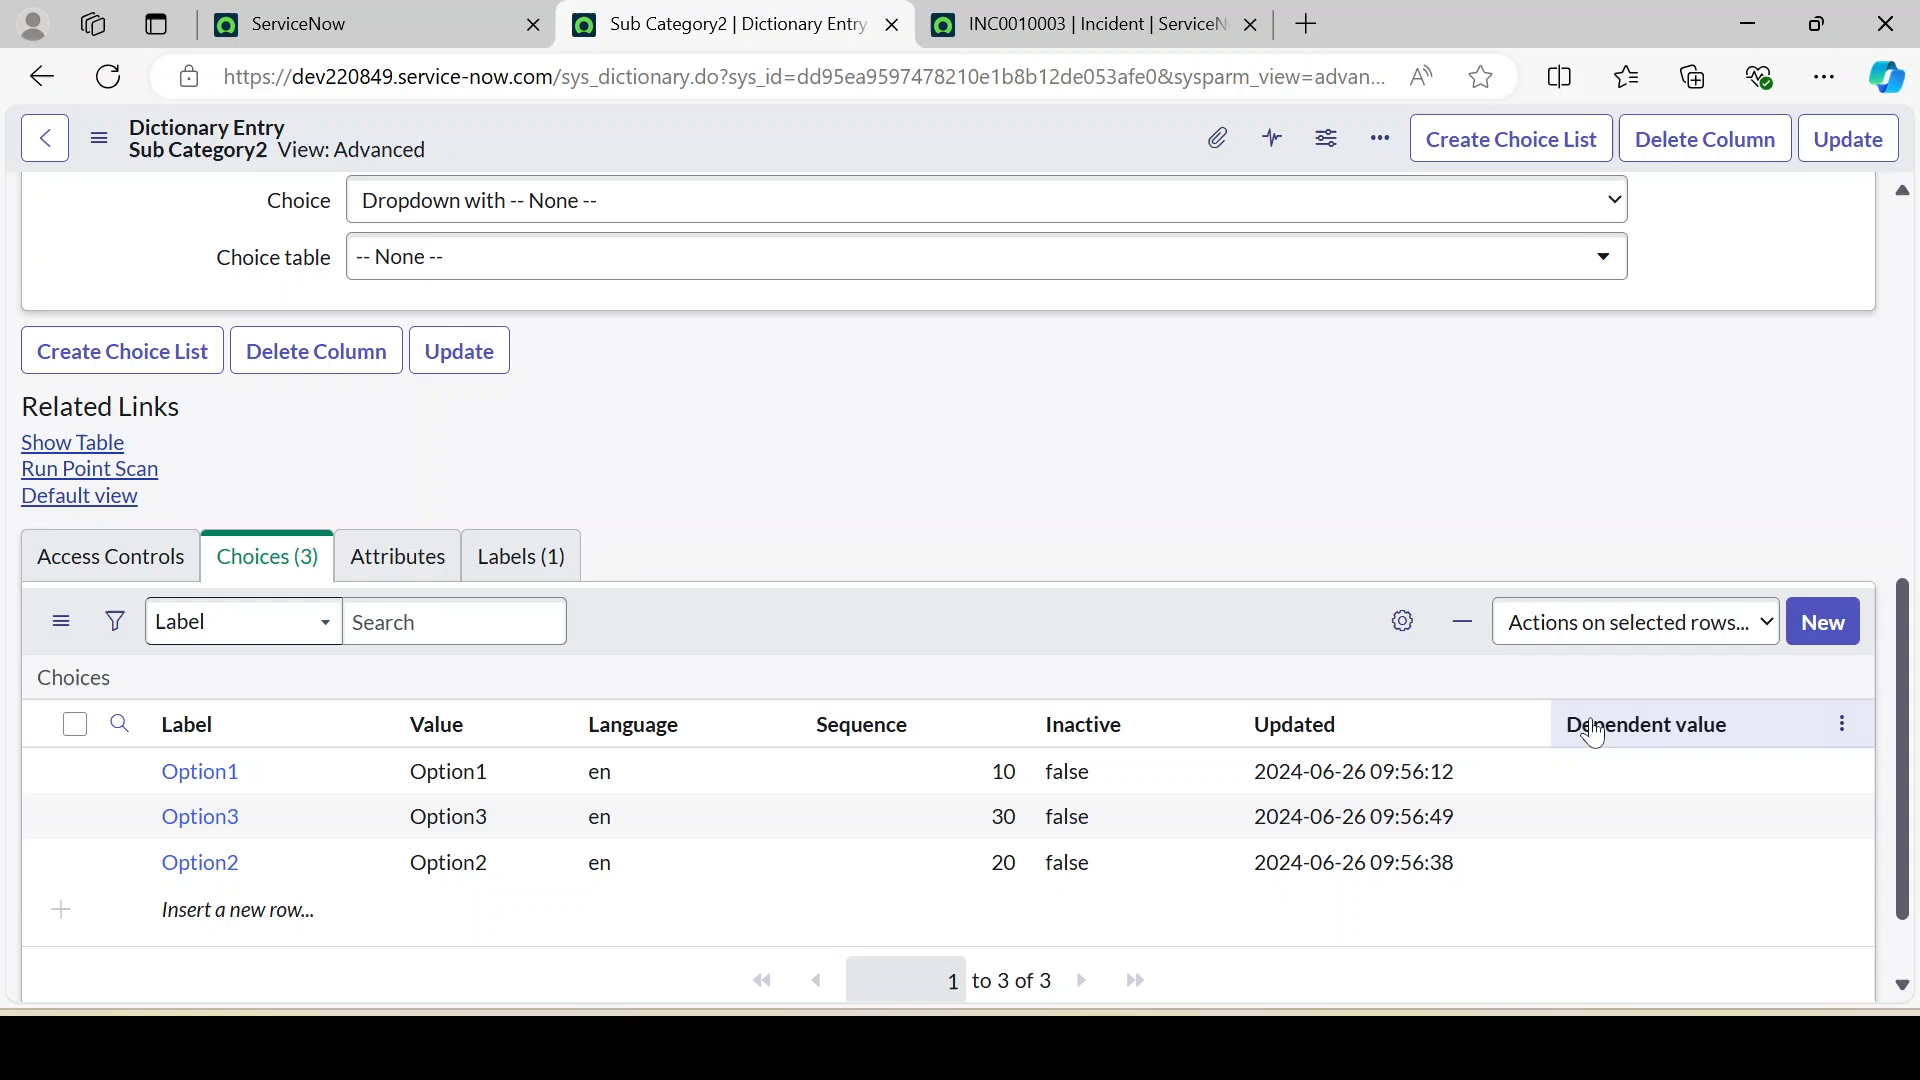 ServiceNow
Sub Category2 | Dictionary Entry
INC0010003 | Incident | ServiceN
https://dev220849.service-now.com/sys_dictionary.do?sys_id=dd95ea9597478210e1b8b12de053afe0&sysparm_view=advan...
Dictionary Entry
Sub Category2 View: Advanced
Create Choice List
Delete Column
Update
Choice
Dropdown with -- None --
Choice table
-- None --
Create Choice List
Delete Column
Update
Related Links
Show Table
Run Point Scan
Default view
Access Controls
Choices (3)
Attributes
Labels (1)
Label
Search
Actions on selected rows...
New
Choices
Label Value Language Sequence Inactive Updated Dependent value
Option1 Option1 en 10 false 2024-06-26 09:56:12
Option3 Option3 en 30 false 2024-06-26 09:56:49
Option2 Option2 en 20 false 2024-06-26 09:56:38
Insert a new row...
1 to 3 of 3